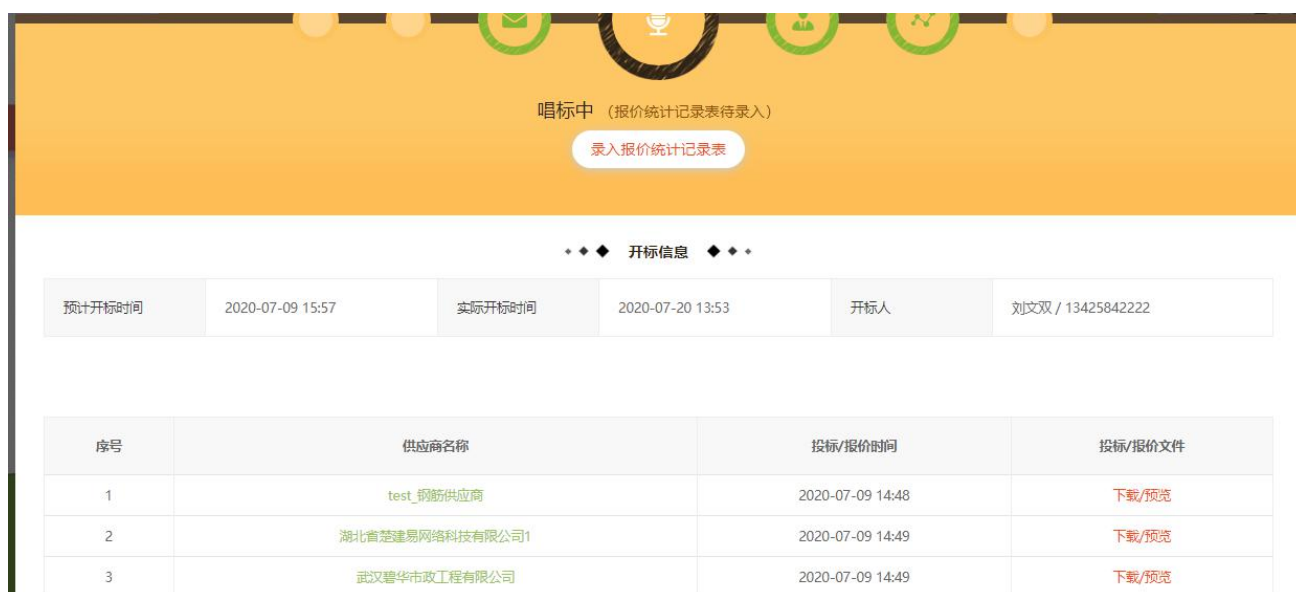 唱标中 (报价统计记录表待录入)
录入报价统计记录表
开标信息
预计开标时间 2020-07-09 15:57 实际开标时间 2020-07-20 13:53 开标人 刘文双 / 13425842222
序号 供应商名称 投标/报价时间 投标/报价文件
1 test_钢筋供应商 2020-07-09 14:48 下载/预览
2 湖北省楚建易网络科技有限公司1 2020-07-09 14:49 下载/预览
3 武汉碧华市政工程有限公司 2020-07-09 14:49 下载/预览